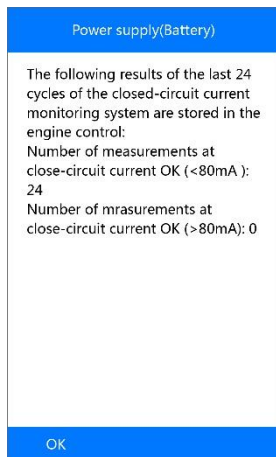 Power supply(Battery)
The following results of the last 24
cycles of the closed-circuit current
monitoring system are stored in the
engine control:
Number of measurements at
close-circuit current OK (<80mA ):
24
Number of mrasurements at
close-circuit current OK (>80mA): 0
OK